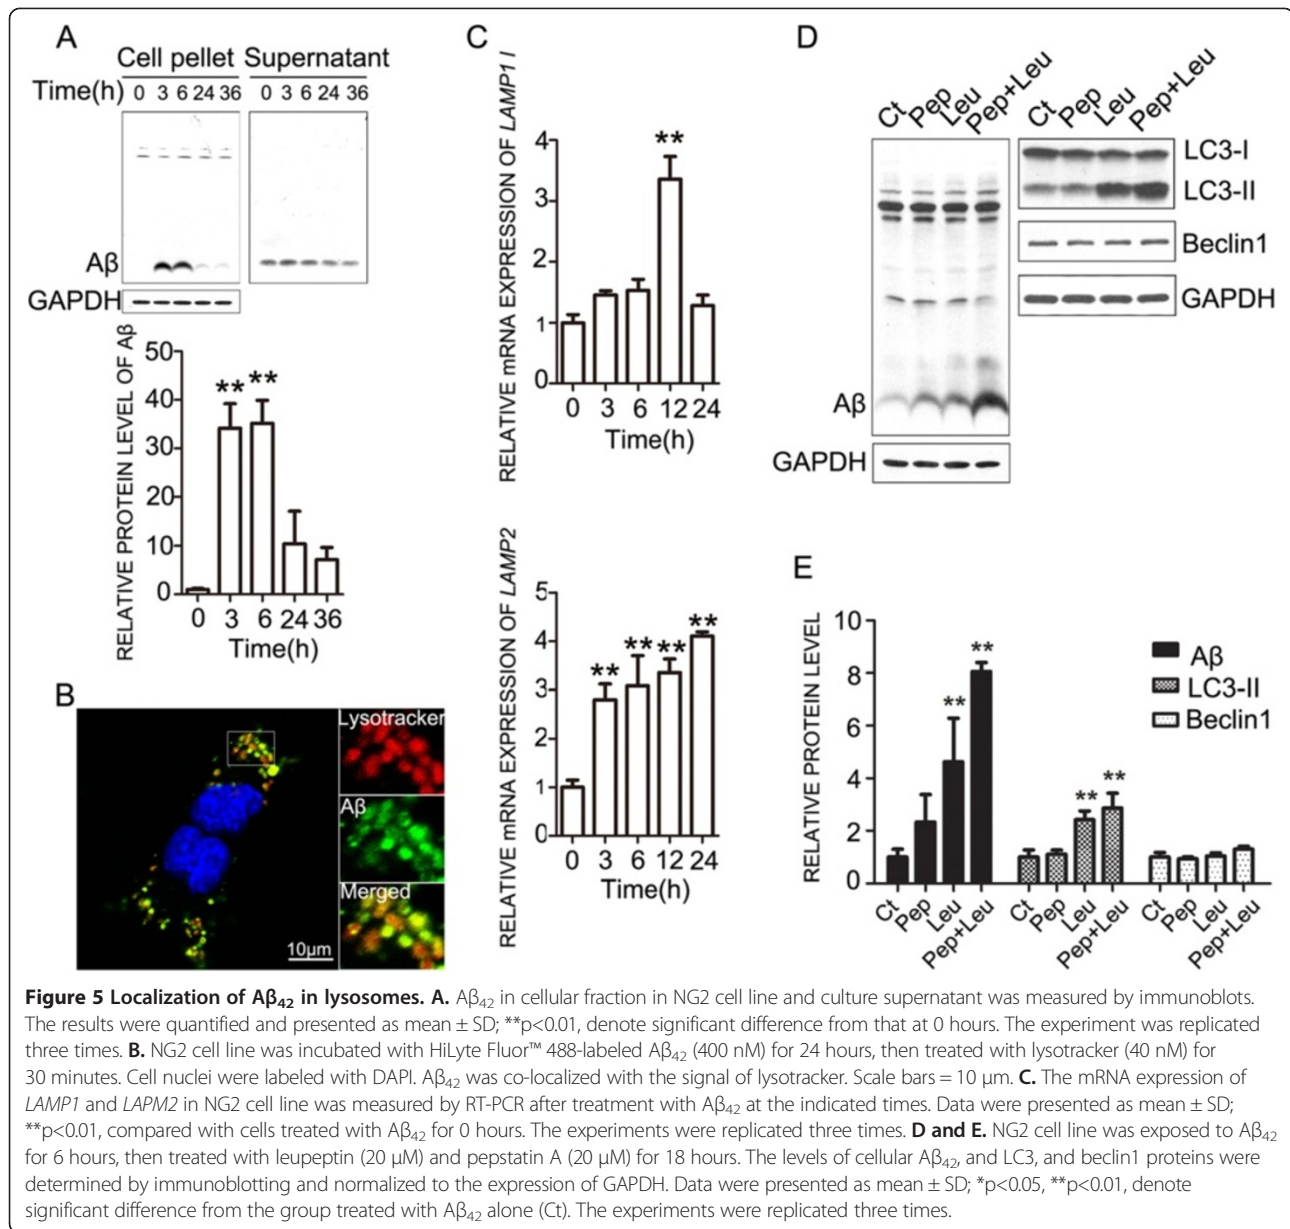 A
Cell pellet Supernatant
Time(h) 0 3 6 24 36 0 3 6 24 36
Aβ
GAPDH
RELATIVE PROTEIN LEVEL OF Aβ
50
40
30
20
10
0
** **
0 3 6 24 36
Time(h)
B
Lysotracker
Aβ
Merged
10μm
C
RELATIVE mRNA EXPRESSION OF LAMP1 I
4
3
2
1
0
**
0 3 6 12 24
Time(h)
RELATIVE mRNA EXPRESSION OF LAMP2
5
4
3
2
1
0
** ** ** **
0 3 6 12 24
Time(h)
D
Ct Pep Leu Pep+Leu
Aβ
GAPDH
Ct Pep Leu Pep+Leu
LC3-I
LC3-II
Beclin1
GAPDH
E
RELATIVE PROTEIN LEVEL
10
8
6
4
2
0
** ** ** **
Aβ
LC3-II
Beclin1
Ct Pep Leu Pep+Leu Ct Pep Leu Pep+Leu Ct Pep Leu Pep+Leu
Figure 5 Localization of Aβ42 in lysosomes. A. Aβ42 in cellular fraction in NG2 cell line and culture supernatant was measured by immunoblots.
The results were quantified and presented as mean ± SD; **p<0.01, denote significant difference from that at 0 hours. The experiment was replicated
three times. B. NG2 cell line was incubated with HiLyte Fluor™ 488-labeled Aβ42 (400 nM) for 24 hours, then treated with lysotracker (40 nM) for
30 minutes. Cell nuclei were labeled with DAPI. Aβ42 was co-localized with the signal of lysotracker. Scale bars = 10 μm. C. The mRNA expression of
LAMP1 and LAPM2 in NG2 cell line was measured by RT-PCR after treatment with Aβ42 at the indicated times. Data were presented as mean ± SD;
**p<0.01, compared with cells treated with Aβ42 for 0 hours. The experiments were replicated three times. D and E. NG2 cell line was exposed to Aβ42
for 6 hours, then treated with leupeptin (20 μM) and pepstatin A (20 μM) for 18 hours. The levels of cellular Aβ42, and LC3, and beclin1 proteins were
determined by immunoblotting and normalized to the expression of GAPDH. Data were presented as mean ± SD; *p<0.05, **p<0.01, denote
significant difference from the group treated with Aβ42 alone (Ct). The experiments were replicated three times.